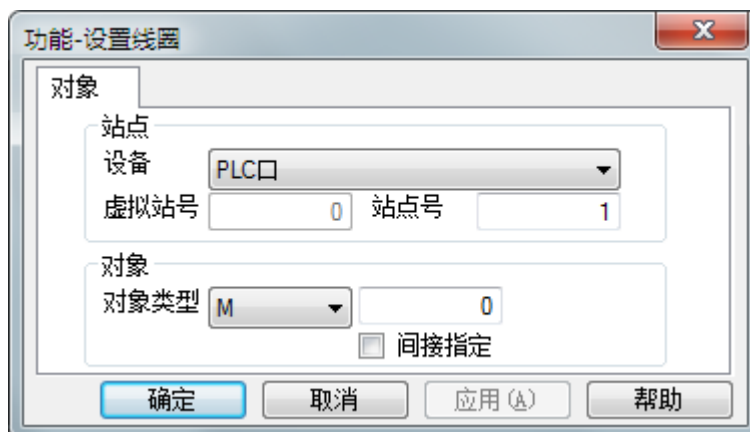 功能-设置线圈
对象
站点
设备 PLC口
虚拟站号 0 站点号 1
对象
对象类型 M 0
间接指定
确定 取消 应用(A) 帮助